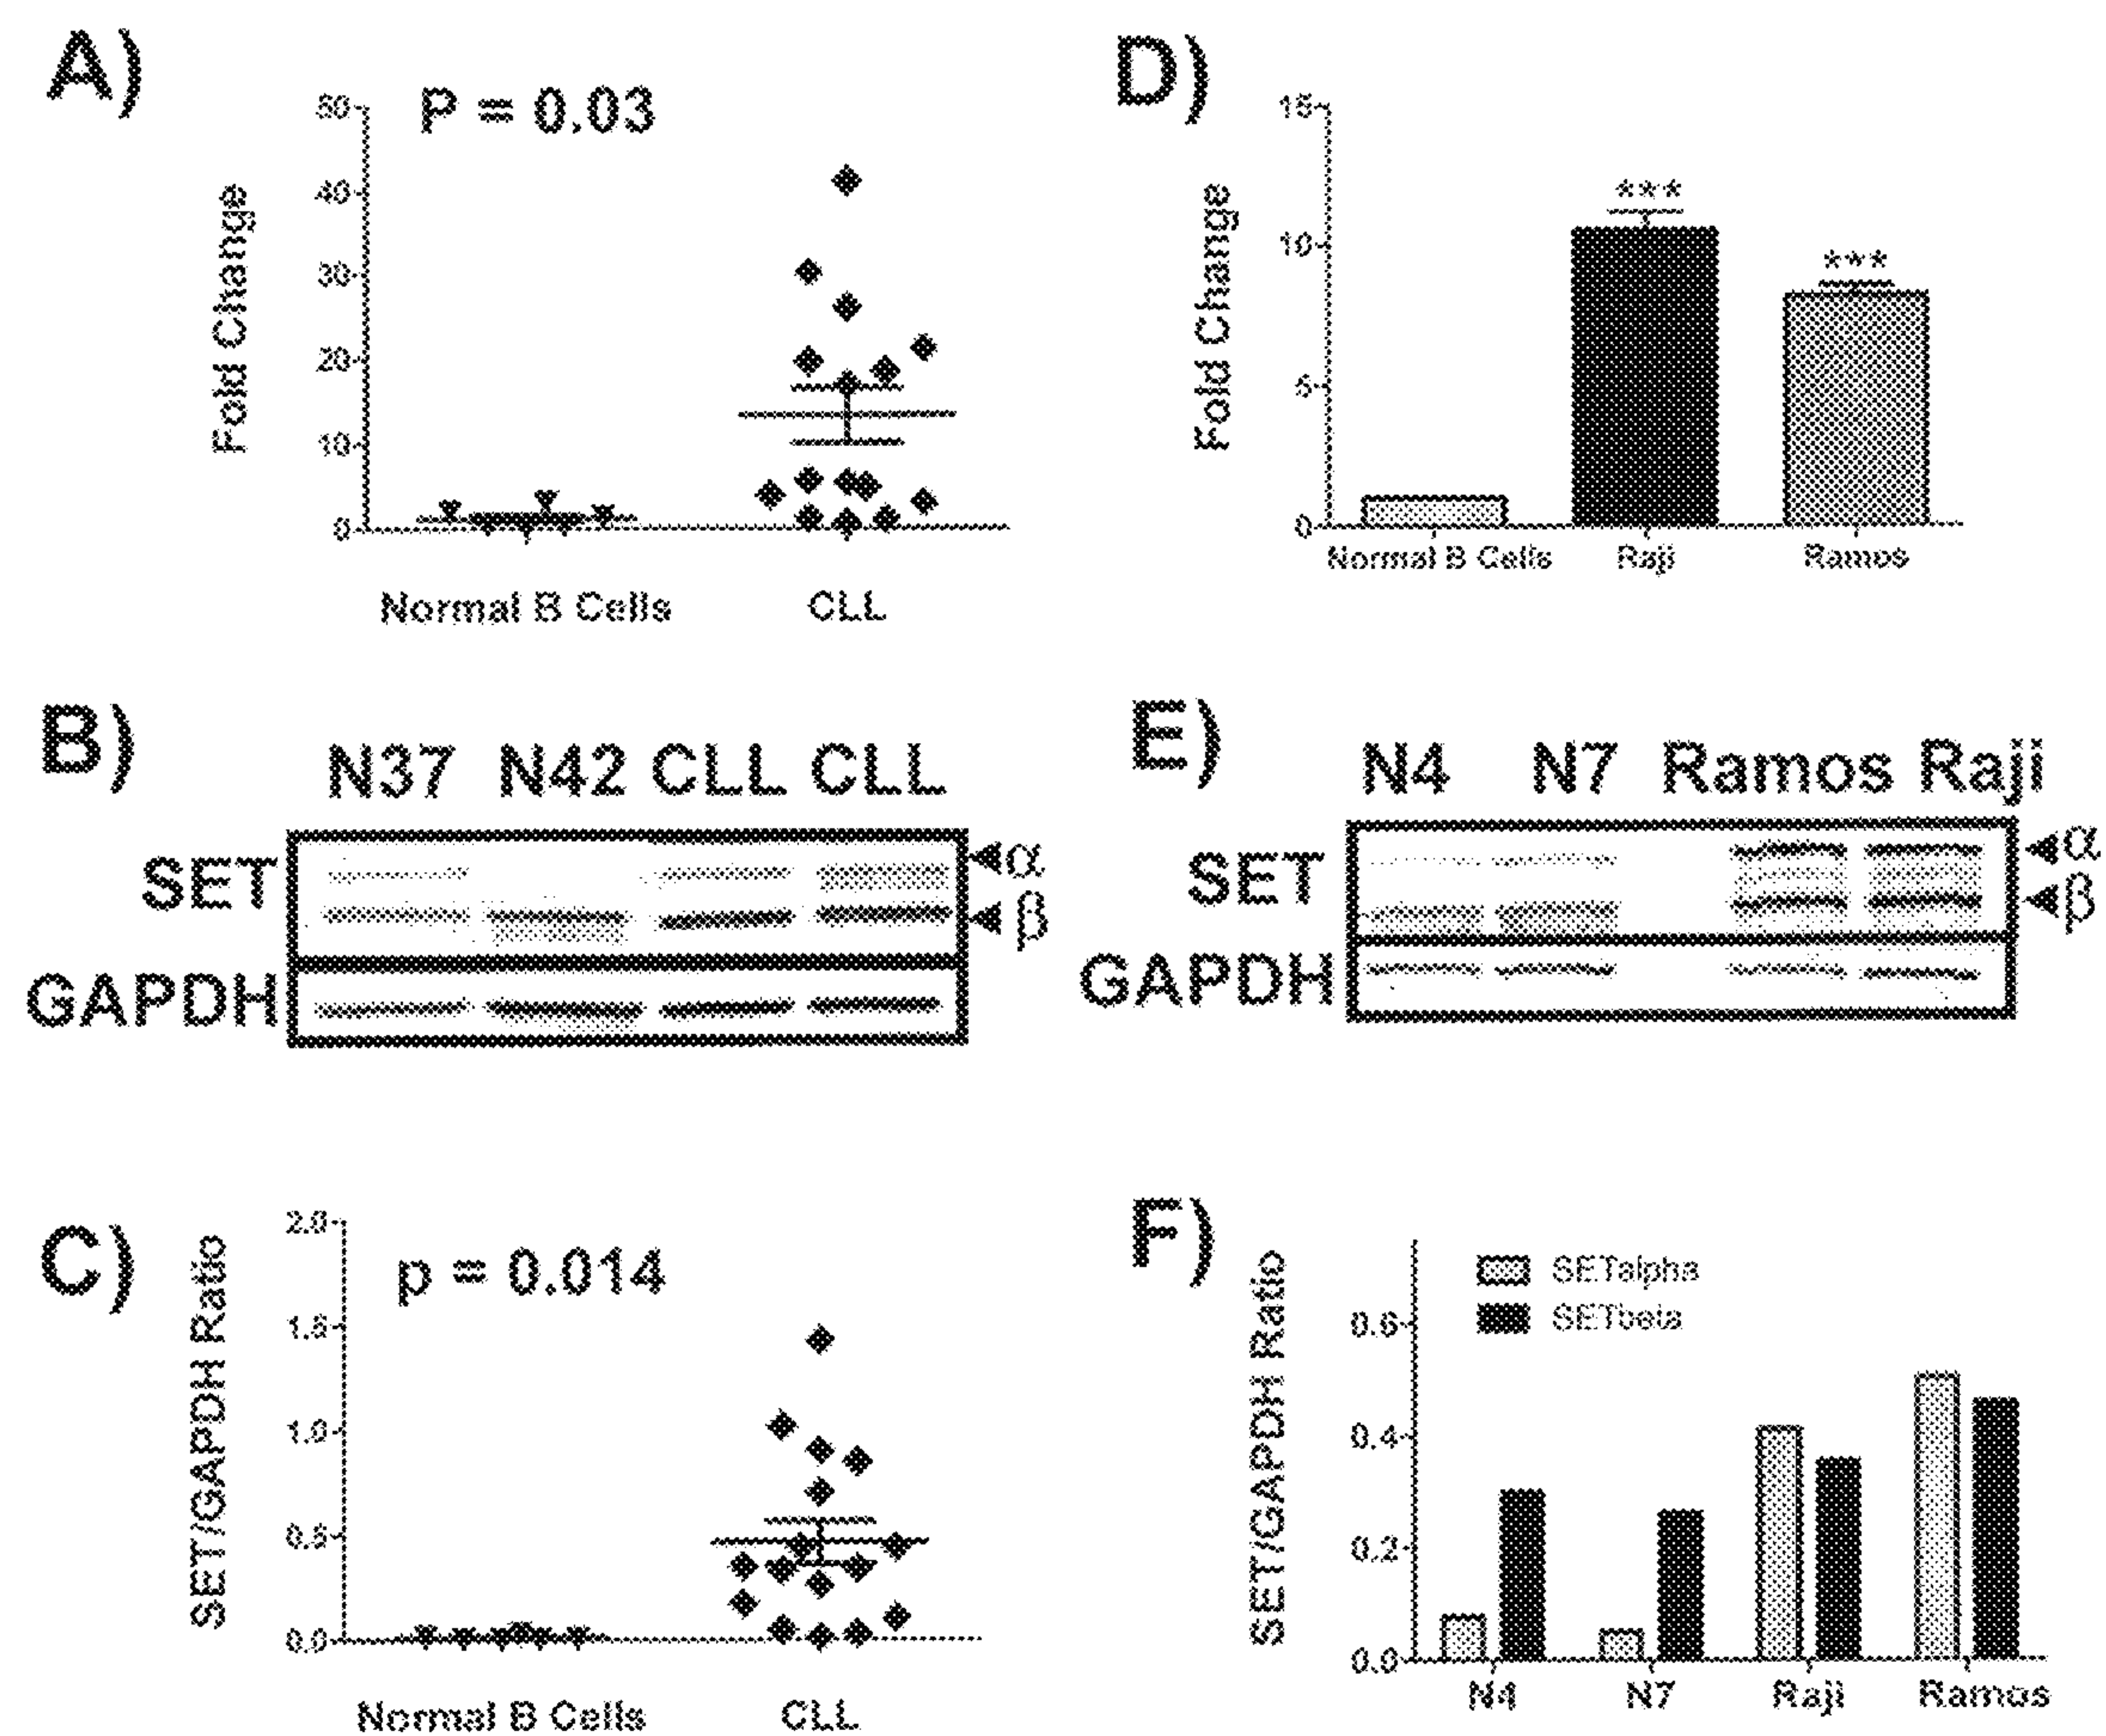 A)
P = 0.03
Fold Change
50
40
30
20
10
0
Normal B Cells
CLL
D)
Fold Change
15
10
5
0
***
***
Normal B Cells
Raji
Ramos
B)
N37 N42 CLL CLL
SET
α
β
GAPDH
E)
N4 N7 Ramos Raji
SET
α
β
GAPDH
C)
p = 0.014
SET/GAPDH Ratio
2.0
1.5
1.0
0.5
0.0
Normal B Cells
CLL
F)
SETalpha
SETbeta
SET/GAPDH Ratio
0.6
0.4
0.2
0.0
N4
N7
Raji
Ramos